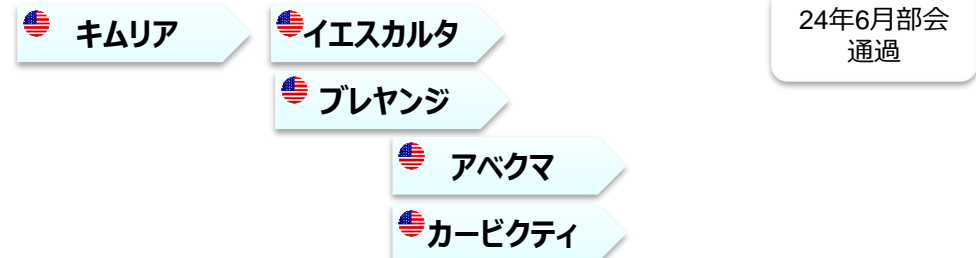 キムリア
イエスカルタ
24年6月部会
通過
ブレヤンジ
アベクマ
カービクティ